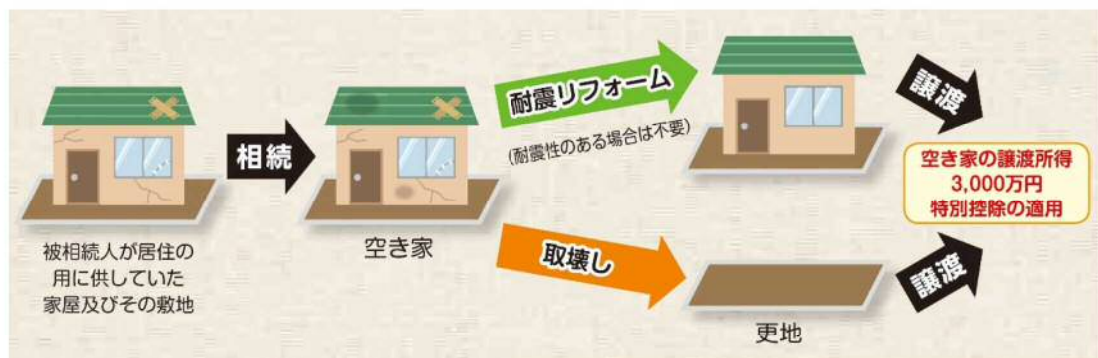 被相続人が居住の
用に供していた
家屋及びその敷地
相続
空き家
耐震リフォーム
(耐震性のある場合は不要)
取壊し
更地
譲渡
譲渡
空き家の譲渡所得
3,000万円
特別控除の適用